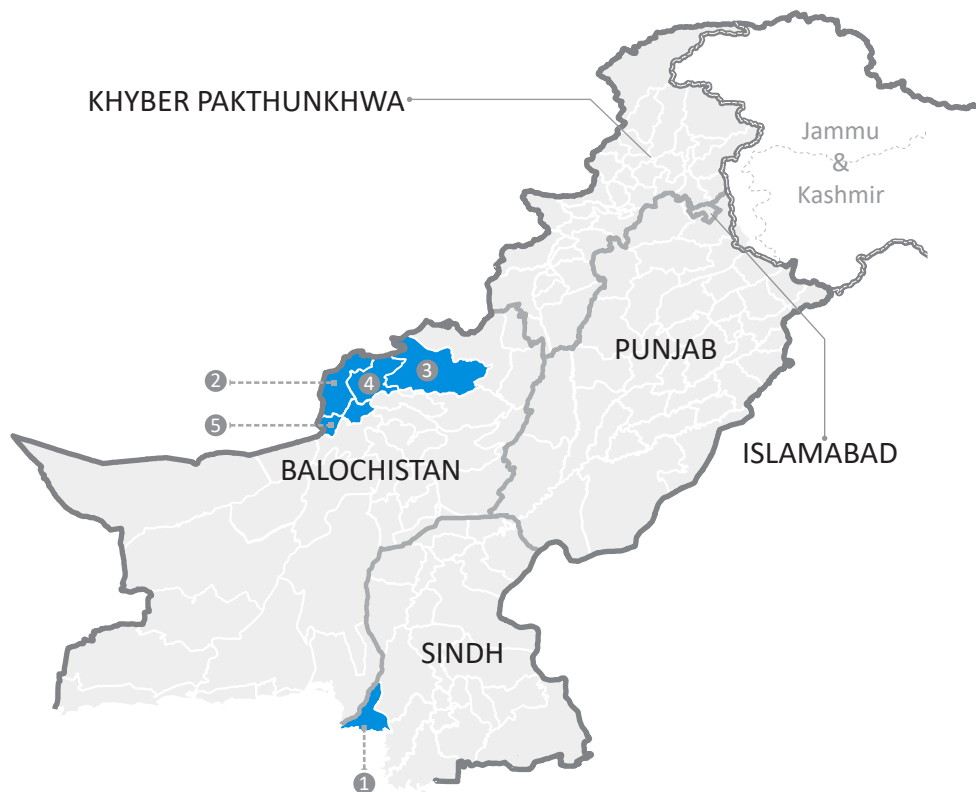 KHYBER PAKTHUNKHWA
Jammu
&
Kashmir
PUNJAB
2
4
3
5
ISLAMABAD
BALOCHISTAN
SINDH
1